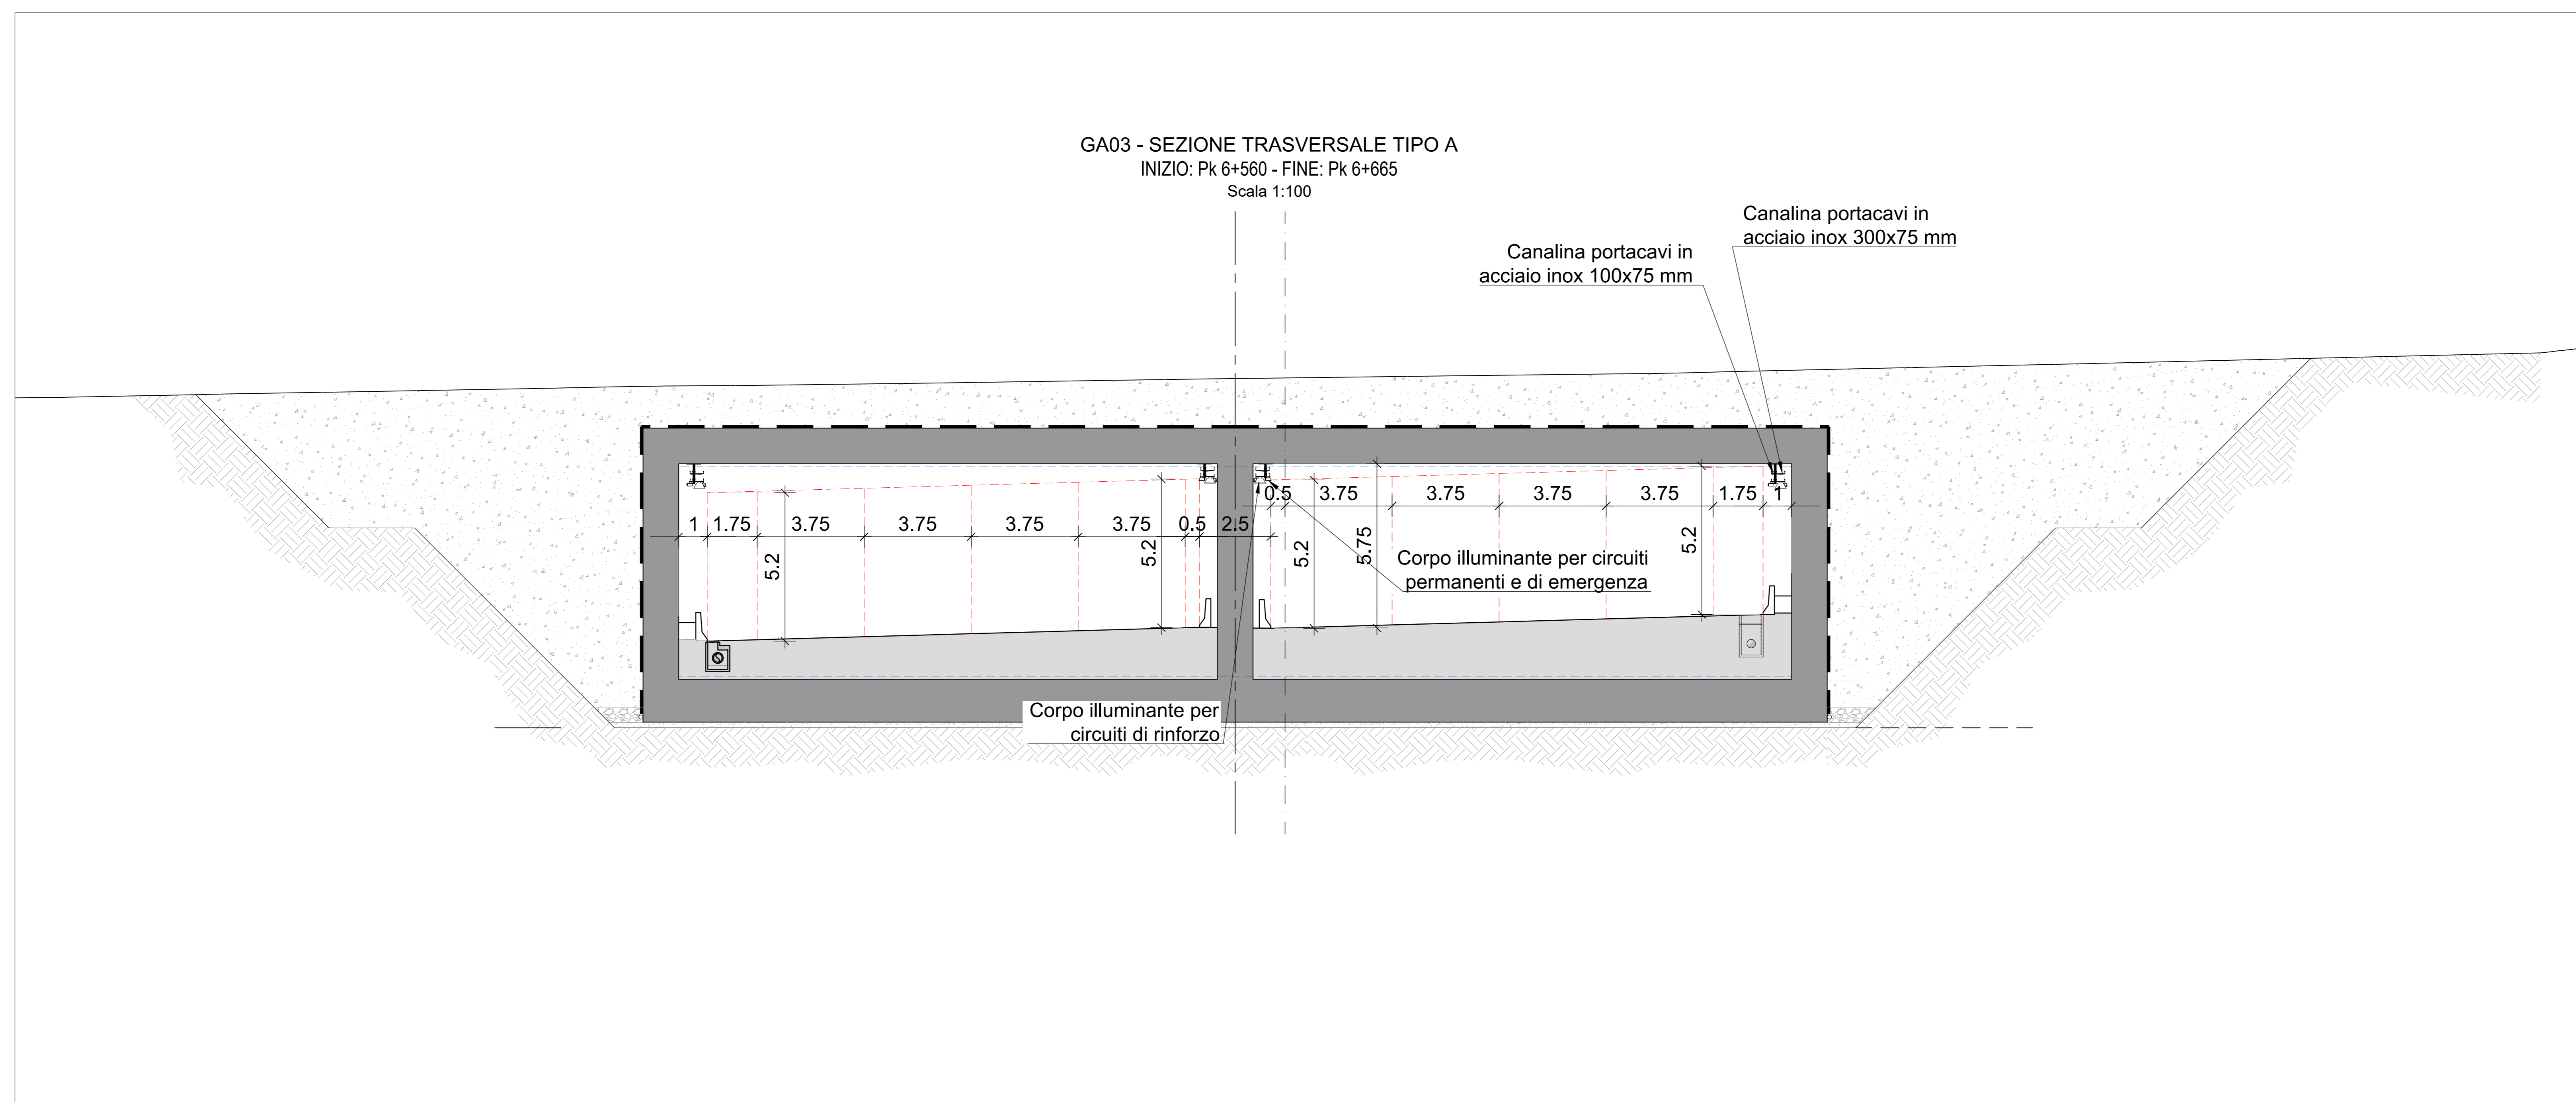 GA03 - SEZIONE TRASVERSALE TIPO A
INIZIO: Pk 6+560 - FINE: Pk 6+665
Scala 1:100
Canalina portacavi in
acciaio inox 300x75 mm
Canalina portacavi in
acciaio inox 100x75 mm
0.5 3.75 3.75 3.75 3.75 1.75 1
1 1.75 3.75 3.75 3.75 3.75 0.5 2.5
5.2
5.2
5.2
5.75
5.2
Corpo illuminante per circuiti
permanenti e di emergenza
Corpo illuminante per
circuiti di rinforzo